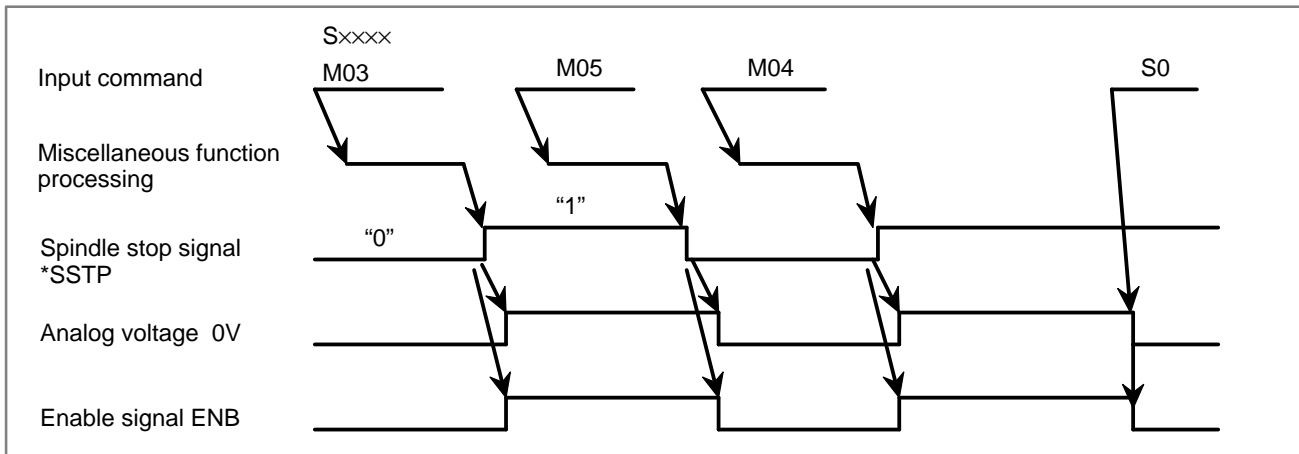 S××××
Input command
M03
M05
M04
S0
Miscellaneous function
processing
“1”
“0”
Spindle stop signal
*SSTP
Analog voltage 0V
Enable signal ENB